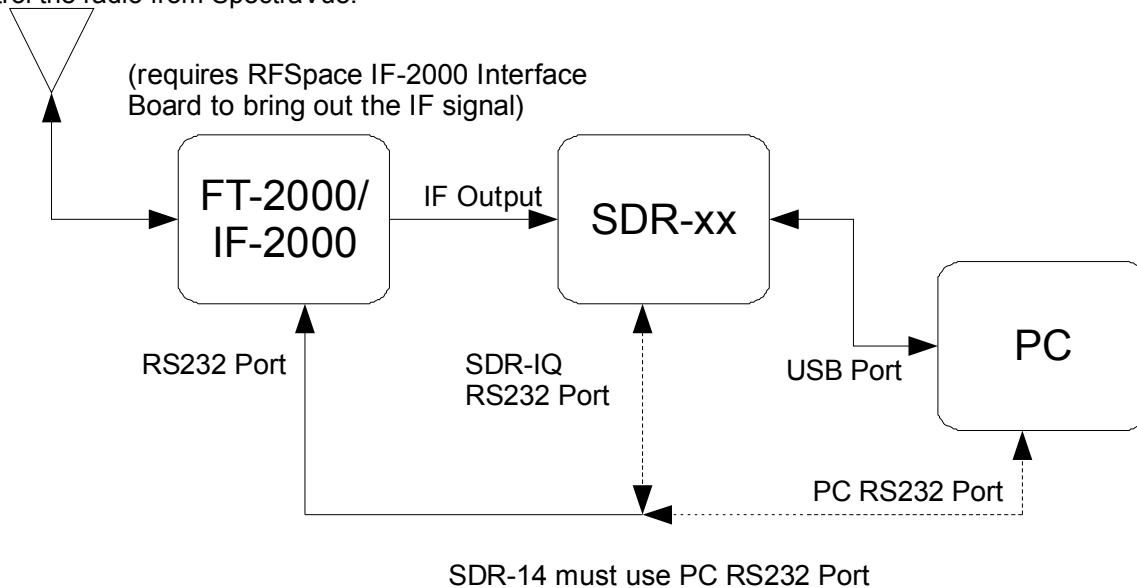 (requires RFSpace IF-2000 Interface
Board to bring out the IF signal)
FT-2000/
IF-2000
IF Output
SDR-xx
PC
RS232 Port
SDR-IQ
RS232 Port
USB Port
PC RS232 Port
SDR-14 must use PC RS232 Port